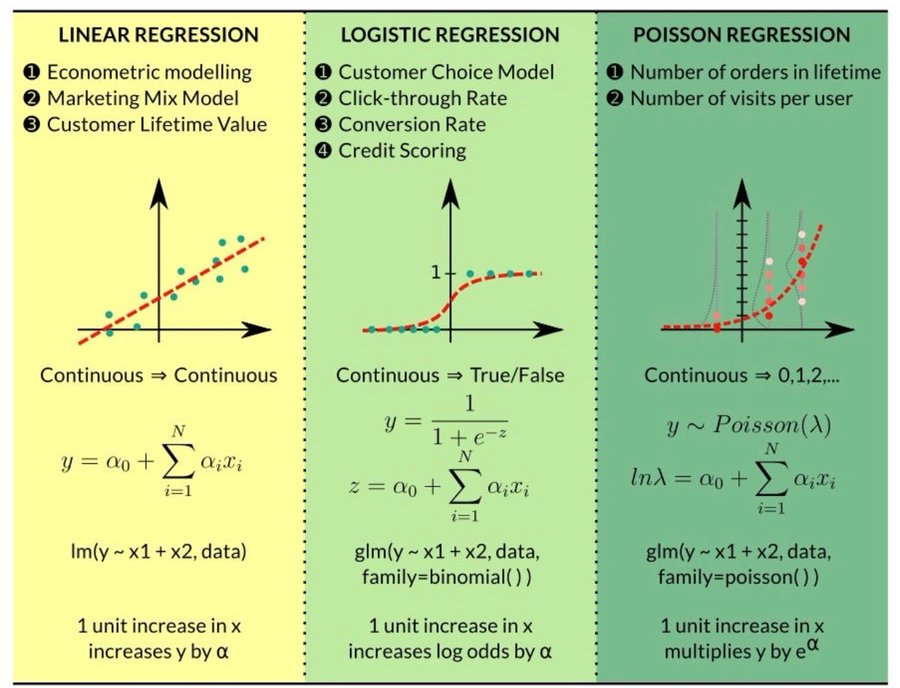 LINEAR REGRESSION
❶ Econometric modelling
❷ Marketing Mix Model
❸ Customer Lifetime Value
Continuous ⇒ Continuous
y = α₀ + ∑ᵢ₌₁ᴺ αᵢxᵢ
lm(y ~ x1 + x2, data)
1 unit increase in x
increases y by α
LOGISTIC REGRESSION
❶ Customer Choice Model
❷ Click-through Rate
❸ Conversion Rate
❹ Credit Scoring
1
Continuous ⇒ True/False
y = 1 / (1 + e⁻ᶻ)
z = α₀ + ∑ᵢ₌₁ᴺ αᵢxᵢ
glm(y ~ x1 + x2, data,
family=binomial( ) )
1 unit increase in x
increases log odds by α
POISSON REGRESSION
❶ Number of orders in lifetime
❷ Number of visits per user
Continuous ⇒ 0,1,2,...
y ∼ Poisson(λ)
lnλ = α₀ + ∑ᵢ₌₁ᴺ αᵢxᵢ
glm(y ~ x1 + x2, data,
family=poisson( ) )
1 unit increase in x
multiplies y by e^α